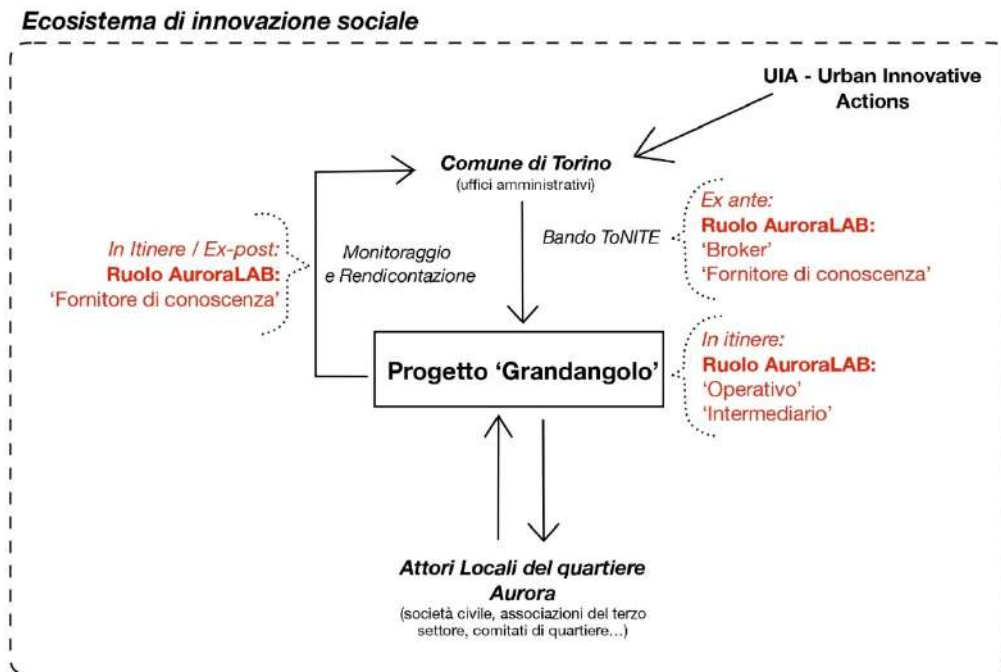 Ecosistema di innovazione sociale
UIA - Urban Innovative
Actions
Comune di Torino
(uffici amministrativi)
Ex ante:
Ruolo AuroraLAB:
'Broker'
'Fornitore di conoscenza'
Bando ToNITE
In Itinere / Ex-post:
Ruolo AuroraLAB:
'Fornitore di conoscenza'
Monitoraggio
e Rendicontazione
Progetto 'Grandangolo'
In itinere:
Ruolo AuroraLAB:
'Operativo'
'Intermediario'
Attori Locali del quartiere
Aurora
(società civile, associazioni del terzo
settore, comitati di quartiere...)